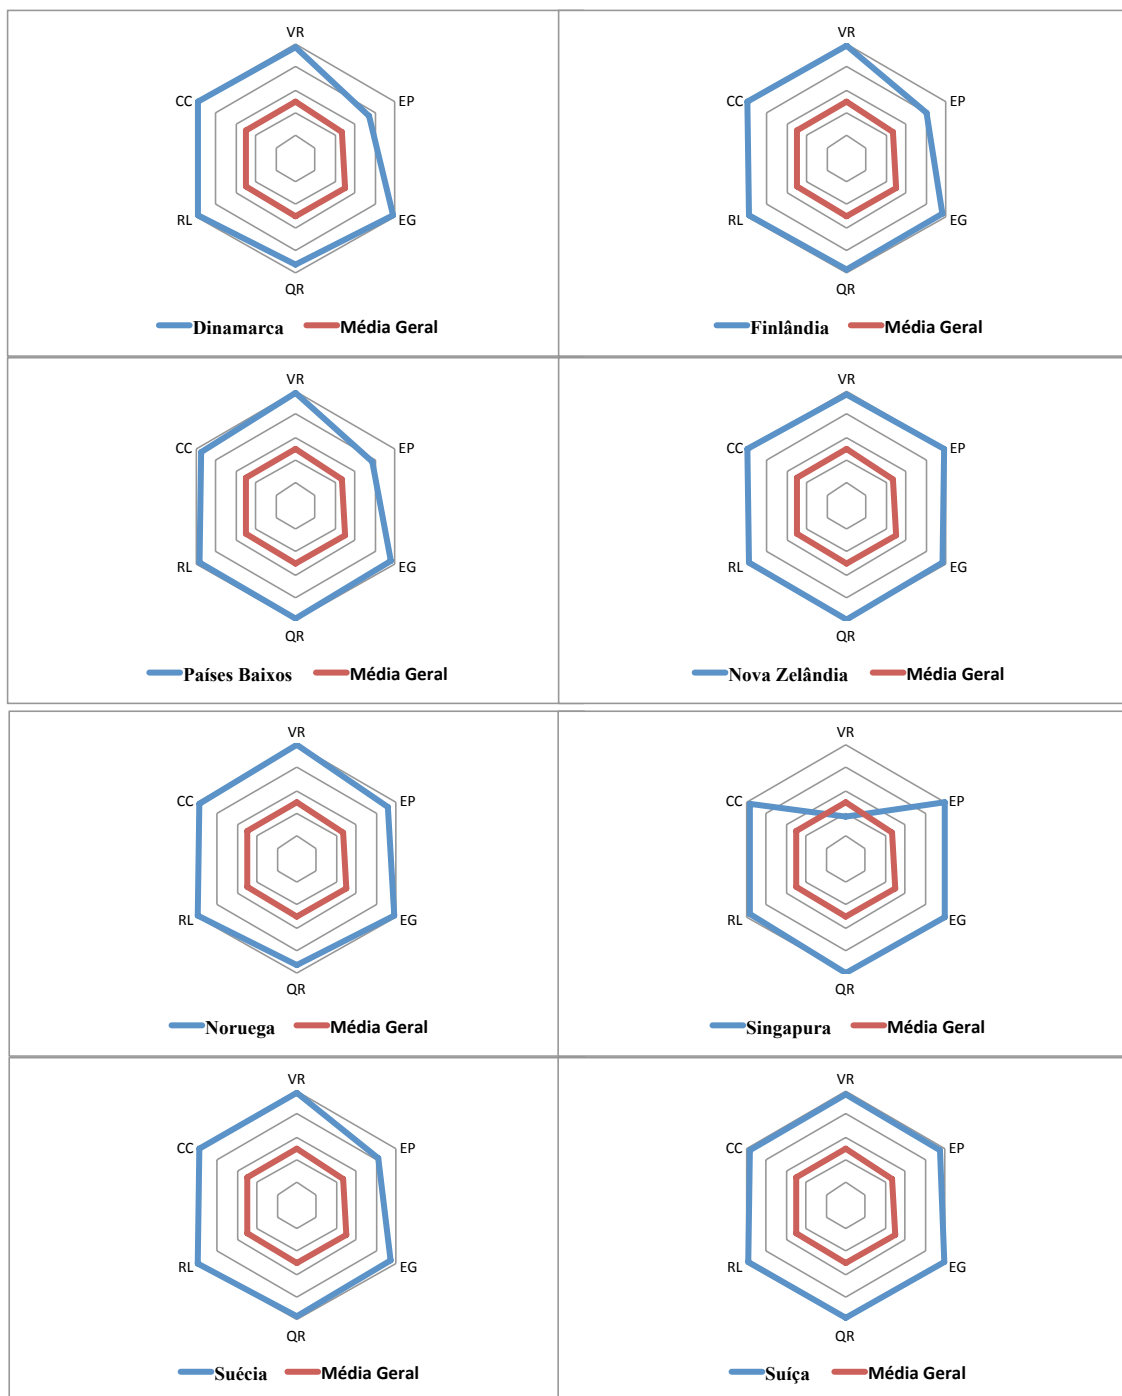 VR
CC EP
RL EG
QR
Dinamarca Média Geral
VR
CC EP
RL EG
QR
Finlândia Média Geral
VR
CC EP
RL EG
QR
Países Baixos Média Geral
VR
CC EP
RL EG
QR
Nova Zelândia Média Geral
VR
CC EP
RL EG
QR
Noruega Média Geral
VR
CC EP
RL EG
QR
Singapura Média Geral
VR
CC EP
RL EG
QR
Suécia Média Geral
VR
CC EP
RL EG
QR
Suíça Média Geral